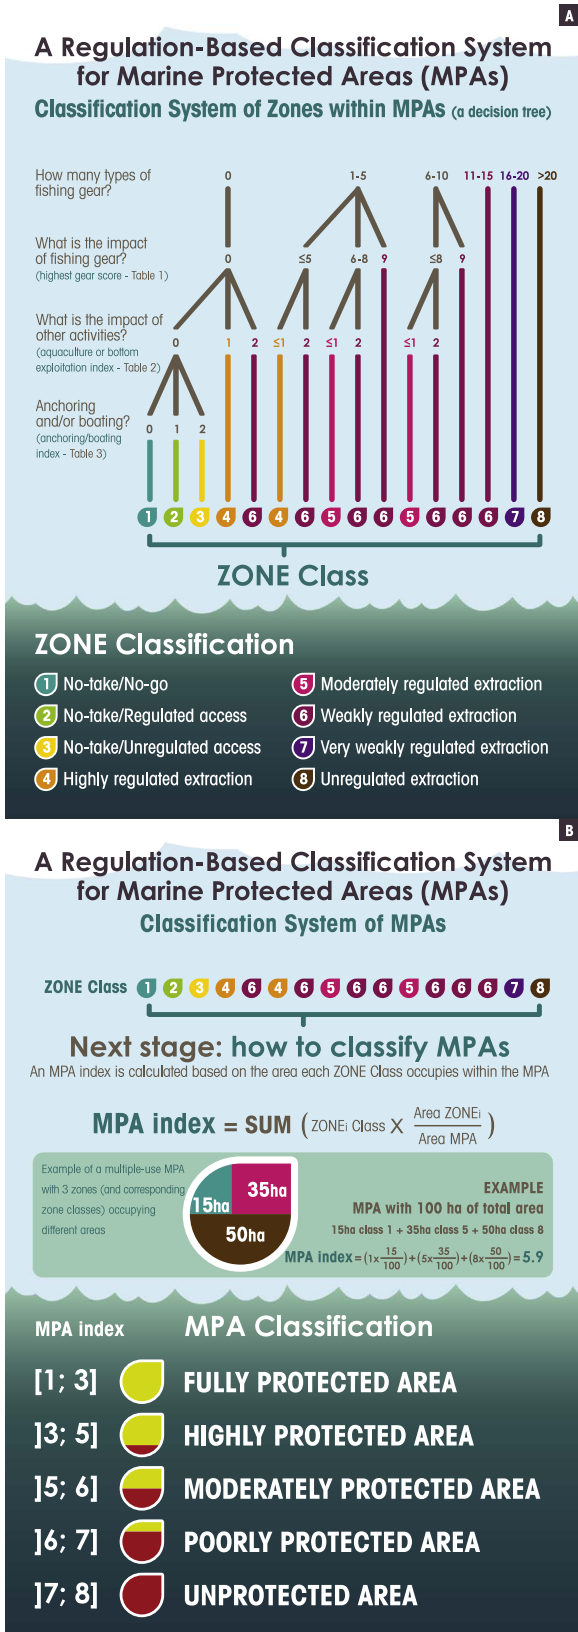 A
A Regulation-Based Classification System
for Marine Protected Areas (MPAs)
Classification System of Zones within MPAs (a decision tree)
How many types of
fishing gear?
0 1-5 6-10 11-15 16-20 >20
What is the impact
of fishing gear?
(highest gear score - Table 1)
0 ≤5 6-8 9 ≤8 9
What is the impact of
other activities?
(aquaculture or bottom
exploitation index - Table 2)
0 1 2 ≤1 2 ≤1 2 ≤1 2
Anchoring
and/or boating?
(anchoring/boating
index - Table 3)
0 1 2
1 2 3 4 6 4 6 5 6 6 5 6 6 6 7 8
ZONE Class
ZONE Classification
1 No-take/No-go
2 No-take/Regulated access
3 No-take/Unregulated access
4 Highly regulated extraction
5 Moderately regulated extraction
6 Weakly regulated extraction
7 Very weakly regulated extraction
8 Unregulated extraction
B
A Regulation-Based Classification System
for Marine Protected Areas (MPAs)
Classification System of MPAs
ZONE Class 1 2 3 4 6 4 6 5 6 6 5 6 6 6 7 8
Next stage: how to classify MPAs
An MPA index is calculated based on the area each ZONE Class occupies within the MPA
MPA index = SUM ( ZONEi Class X Area ZONEi / Area MPA )
Example of a multiple-use MPA
with 3 zones (and corresponding
zone classes) occupying
different areas
15ha
35ha
50ha
EXAMPLE
MPA with 100 ha of total area
15ha class 1 + 35ha class 5 + 50ha class 8
MPA index = (1x 15/100) + (5x 35/100) + (8x 50/100) = 5.9
MPA index MPA Classification
[1; 3] FULLY PROTECTED AREA
]3; 5] HIGHLY PROTECTED AREA
]5; 6] MODERATELY PROTECTED AREA
]6; 7] POORLY PROTECTED AREA
]7; 8] UNPROTECTED AREA